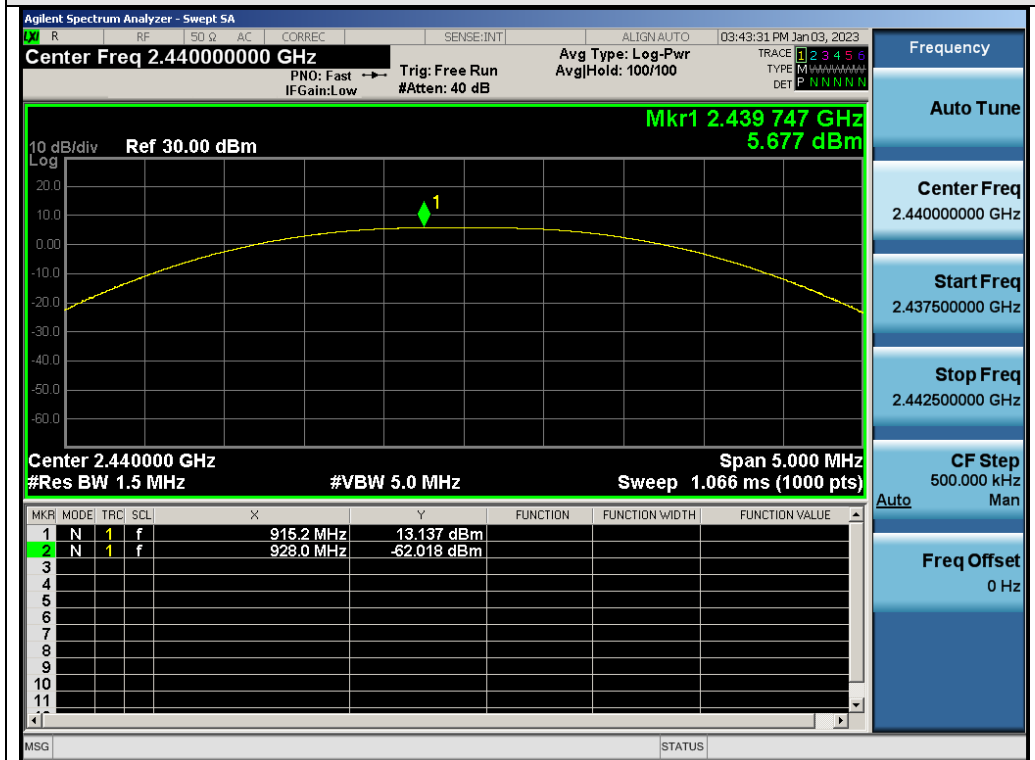 Agilent Spectrum Analyzer - Swept SA
LXI R RF 50 Ω AC CORREC SENSE:INT ALIGN AUTO 03:43:31 PM Jan 03, 2023
Center Freq 2.440000000 GHz
PNO: Fast
IFGain:Low
Trig: Free Run
#Atten: 40 dB
Avg Type: Log-Pwr
Avg|Hold: 100/100
TRACE 1 2 3 4 5 6
TYPE M
DET P N N N N N
Mkr1 2.439 747 GHz
5.677 dBm
10 dB/div Ref 30.00 dBm
Log
20.0
10.0
0.00
-10.0
-20.0
-30.0
-40.0
-50.0
-60.0
1
Center 2.440000 GHz Span 5.000 MHz
#Res BW 1.5 MHz #VBW 5.0 MHz Sweep 1.066 ms (1000 pts)
MKR MODE TRC SCL X Y FUNCTION FUNCTION WIDTH FUNCTION VALUE
1 N 1 f 915.2 MHz 13.137 dBm
2 N 1 f 928.0 MHz -62.018 dBm
3
4
5
6
7
8
9
10
11
MSG STATUS
Frequency
Auto Tune
Center Freq
2.440000000 GHz
Start Freq
2.437500000 GHz
Stop Freq
2.442500000 GHz
CF Step
500.000 kHz
Auto Man
Freq Offset
0 Hz